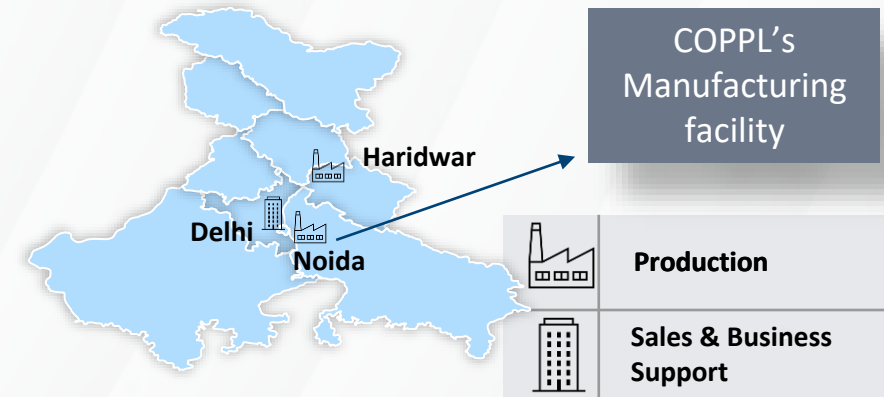 COPPL's
Manufacturing
facility
Haridwar
Delhi
Noida
Production
Sales & Business
Support